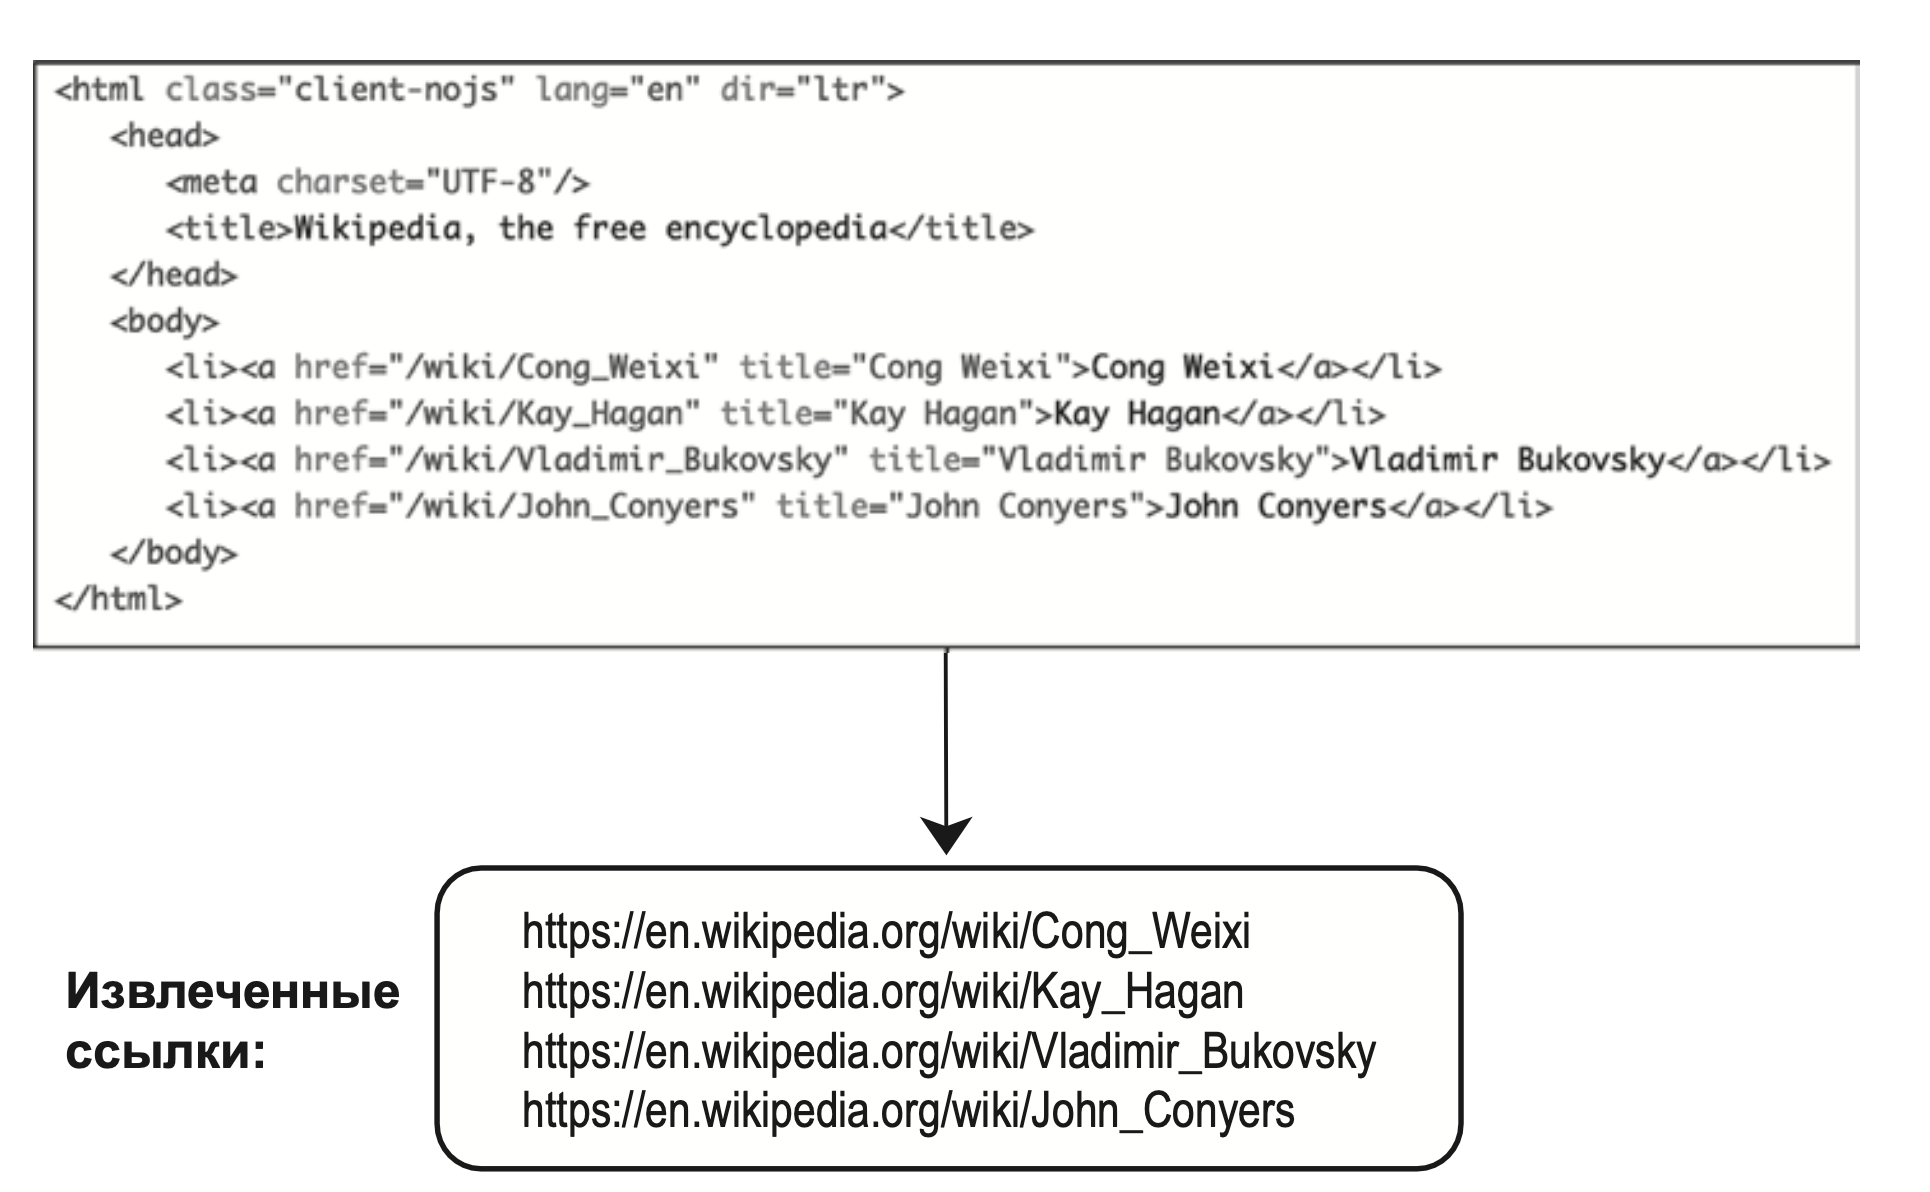 <html class="client-nojs" lang="en" dir="ltr">
<head>
<meta charset="UTF-8"/>
<title>Wikipedia, the free encyclopedia</title>
</head>
<body>
<li><a href="/wiki/Cong_Weixi" title="Cong Weixi">Cong Weixi</a></li>
<li><a href="/wiki/Kay_Hagan" title="Kay Hagan">Kay Hagan</a></li>
<li><a href="/wiki/Vladimir_Bukovsky" title="Vladimir Bukovsky">Vladimir Bukovsky</a></li>
<li><a href="/wiki/John_Conyers" title="John Conyers">John Conyers</a></li>
</body>
</html>
Извлеченные
ссылки:
https://en.wikipedia.org/wiki/Cong_Weixi
https://en.wikipedia.org/wiki/Kay_Hagan
https://en.wikipedia.org/wiki/Vladimir_Bukovsky
https://en.wikipedia.org/wiki/John_Conyers